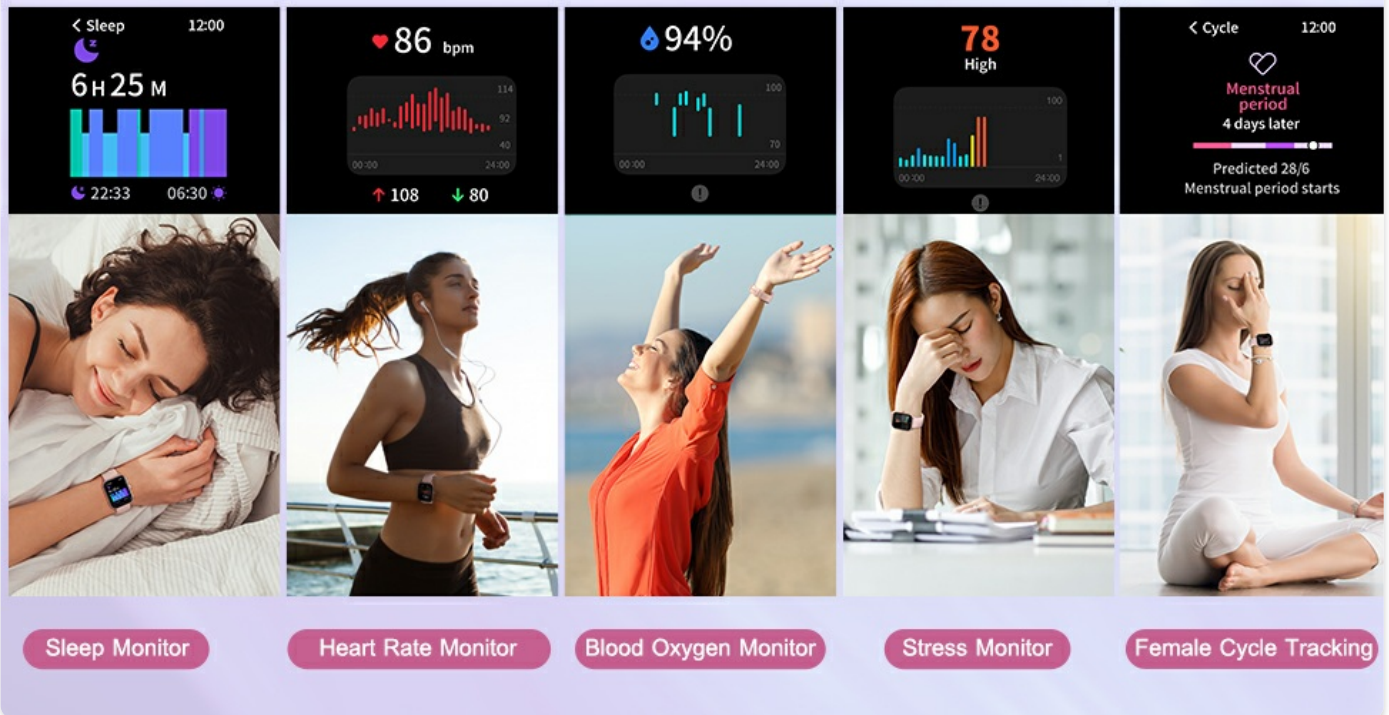 < Sleep 12:00
6H25M
22:33 06:30
86 bpm
114
92
40
00:00 24:00
↑108 ↓80
94%
100
70
00:00 24:00
78
High
100
1
00:00 24:00
< Cycle 12:00
Menstrual
period
4 days later
Predicted 28/6
Menstrual period starts
Sleep Monitor
Heart Rate Monitor
Blood Oxygen Monitor
Stress Monitor
Female Cycle Tracking